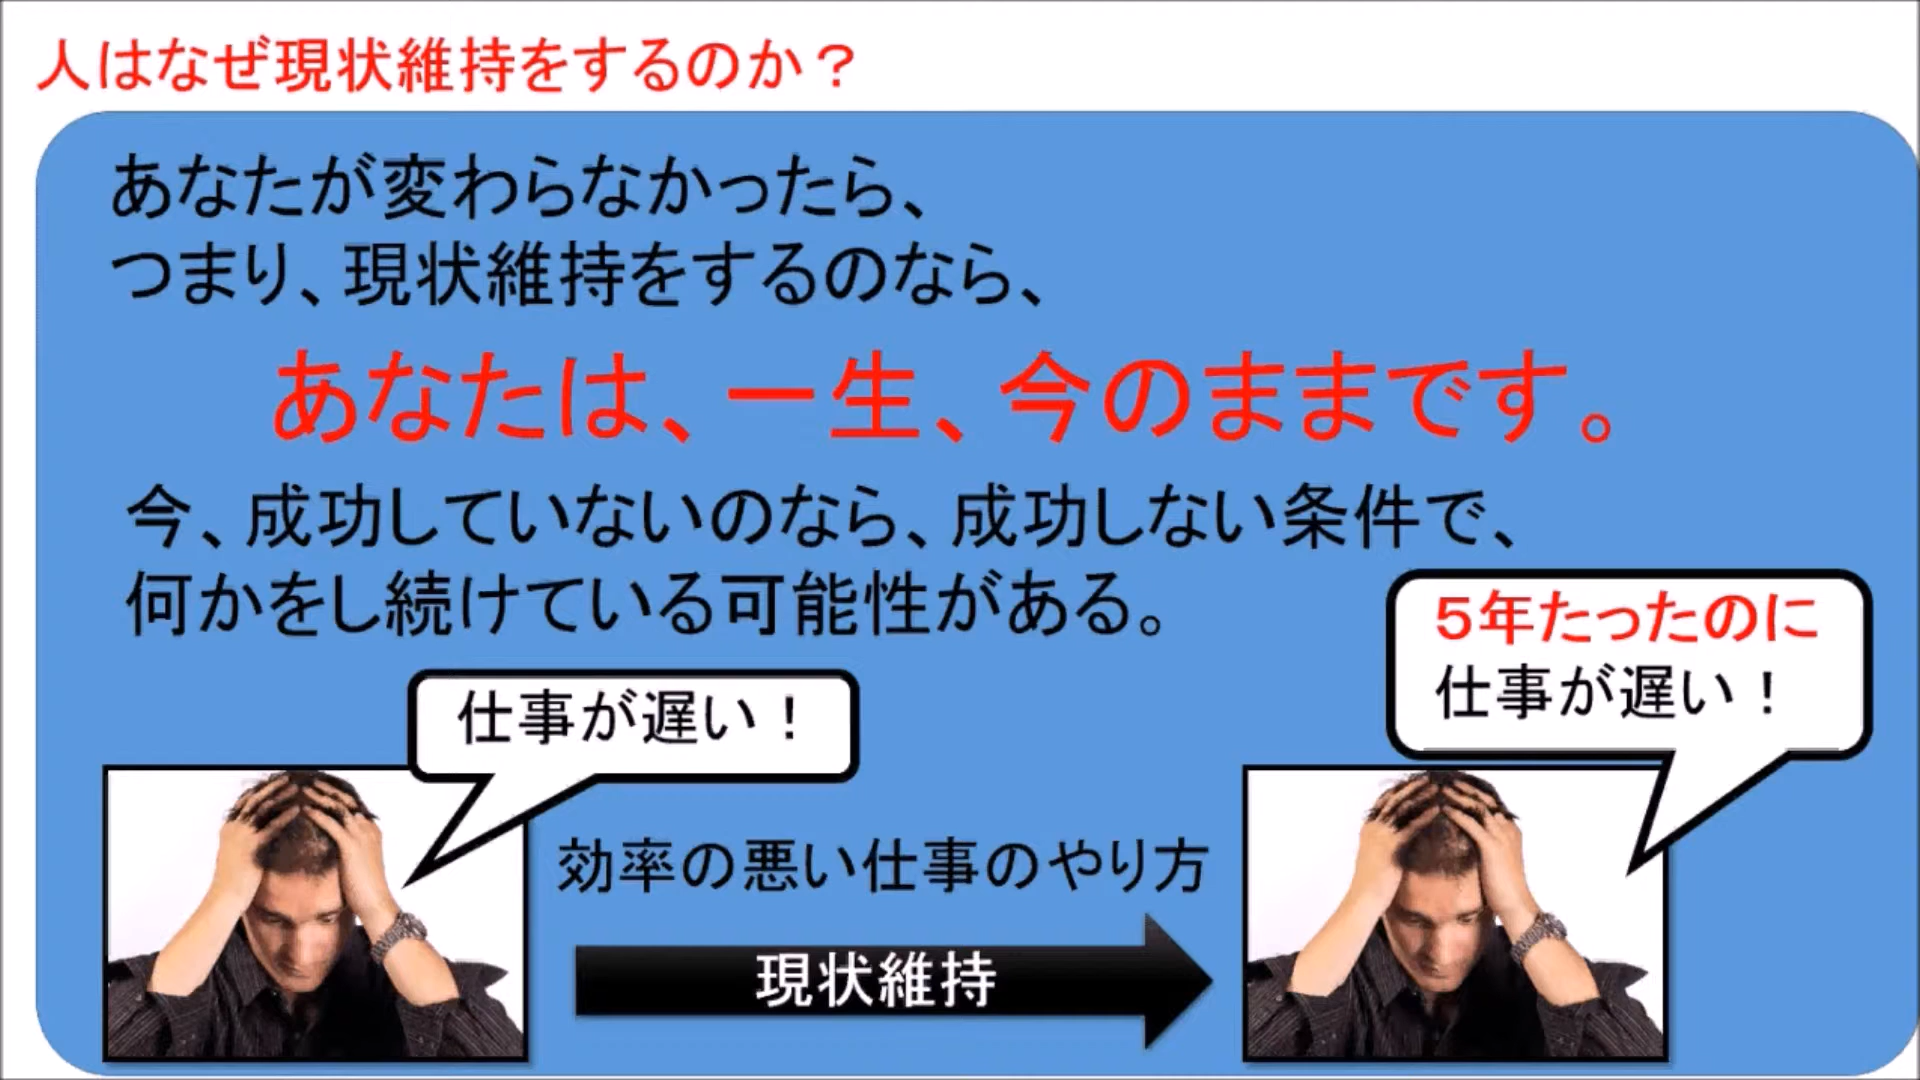 人はなぜ現状維持をするのか？
あなたが変わらなかったら、
つまり、現状維持をするのなら、
あなたは、一生、今のままです。
今、成功していないのなら、成功しない条件で、
何かをし続けている可能性がある。
仕事が遅い！
５年たったのに
仕事が遅い！
効率の悪い仕事のやり方
現状維持